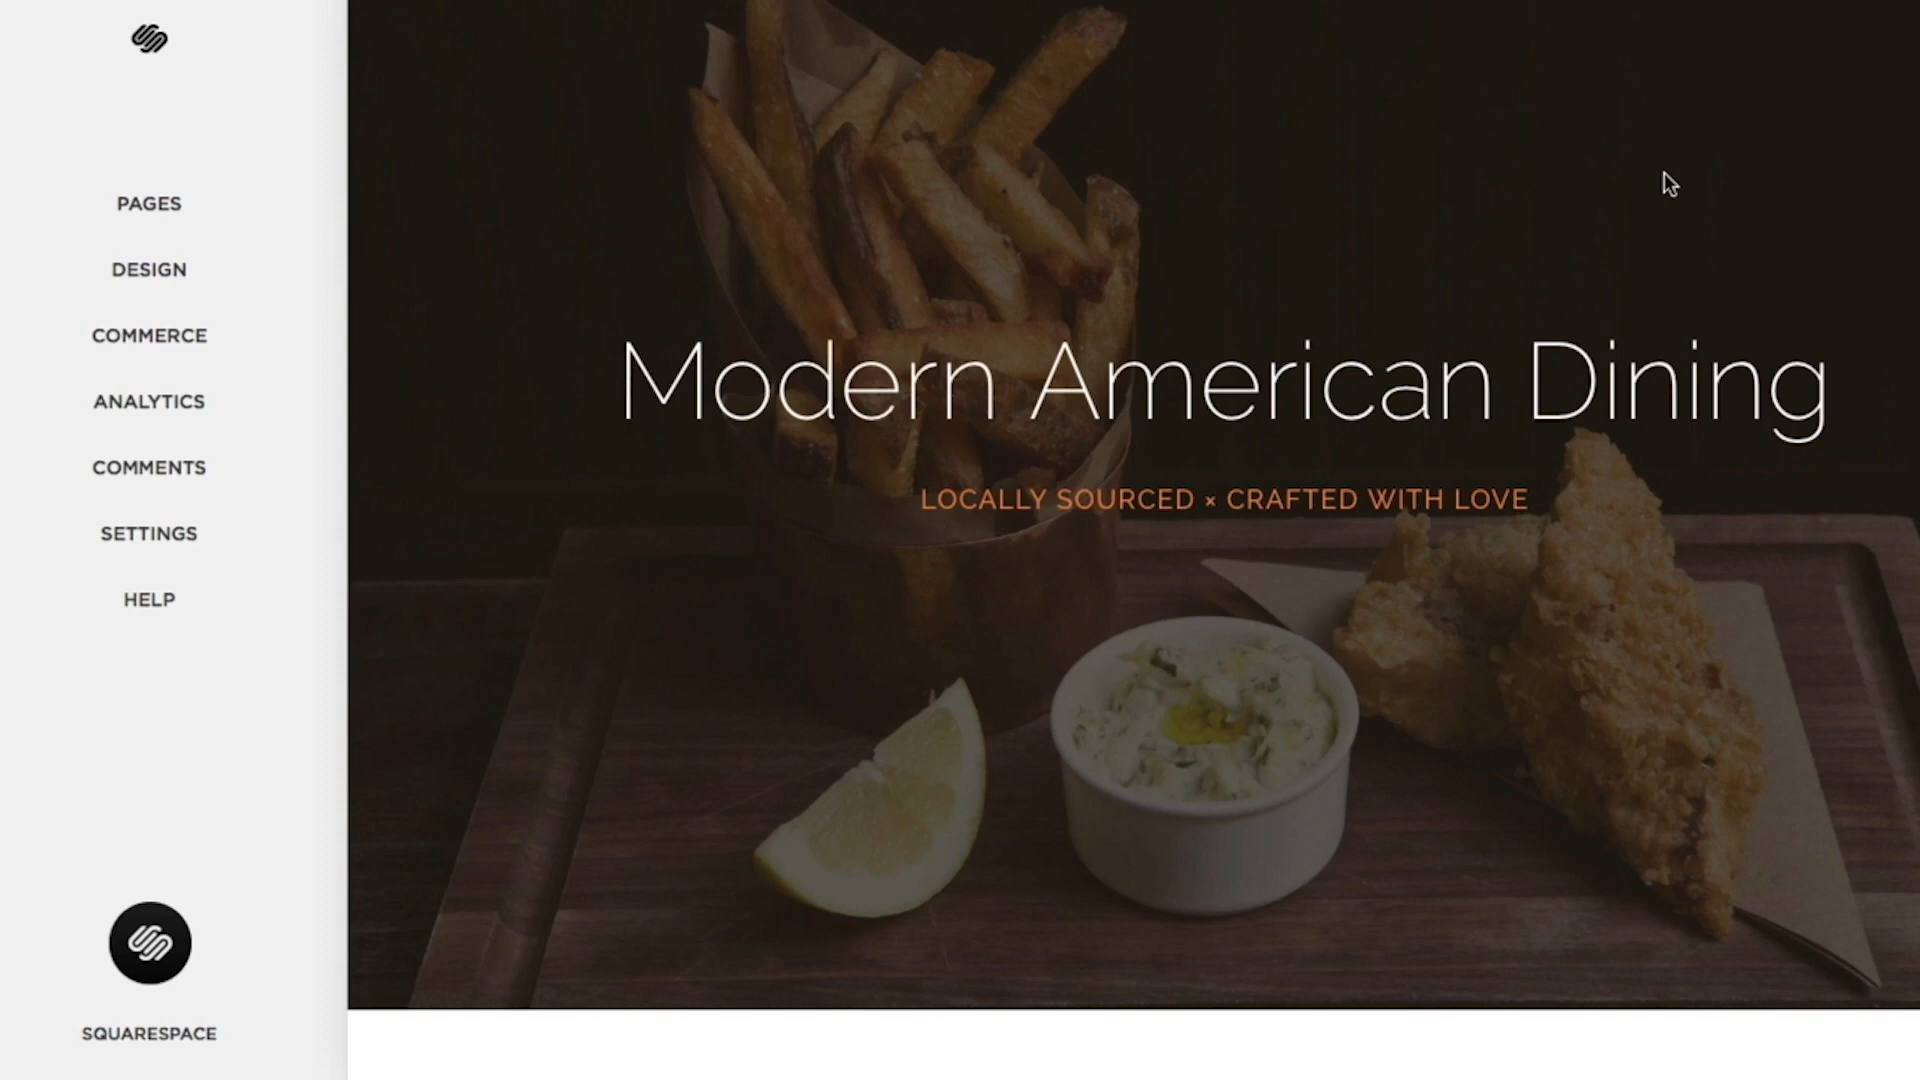 PAGES
DESIGN
COMMERCE
ANALYTICS
COMMENTS
SETTINGS
HELP
SQUARESPACE
Modern American Dining
LOCALLY SOURCED × CRAFTED WITH LOVE